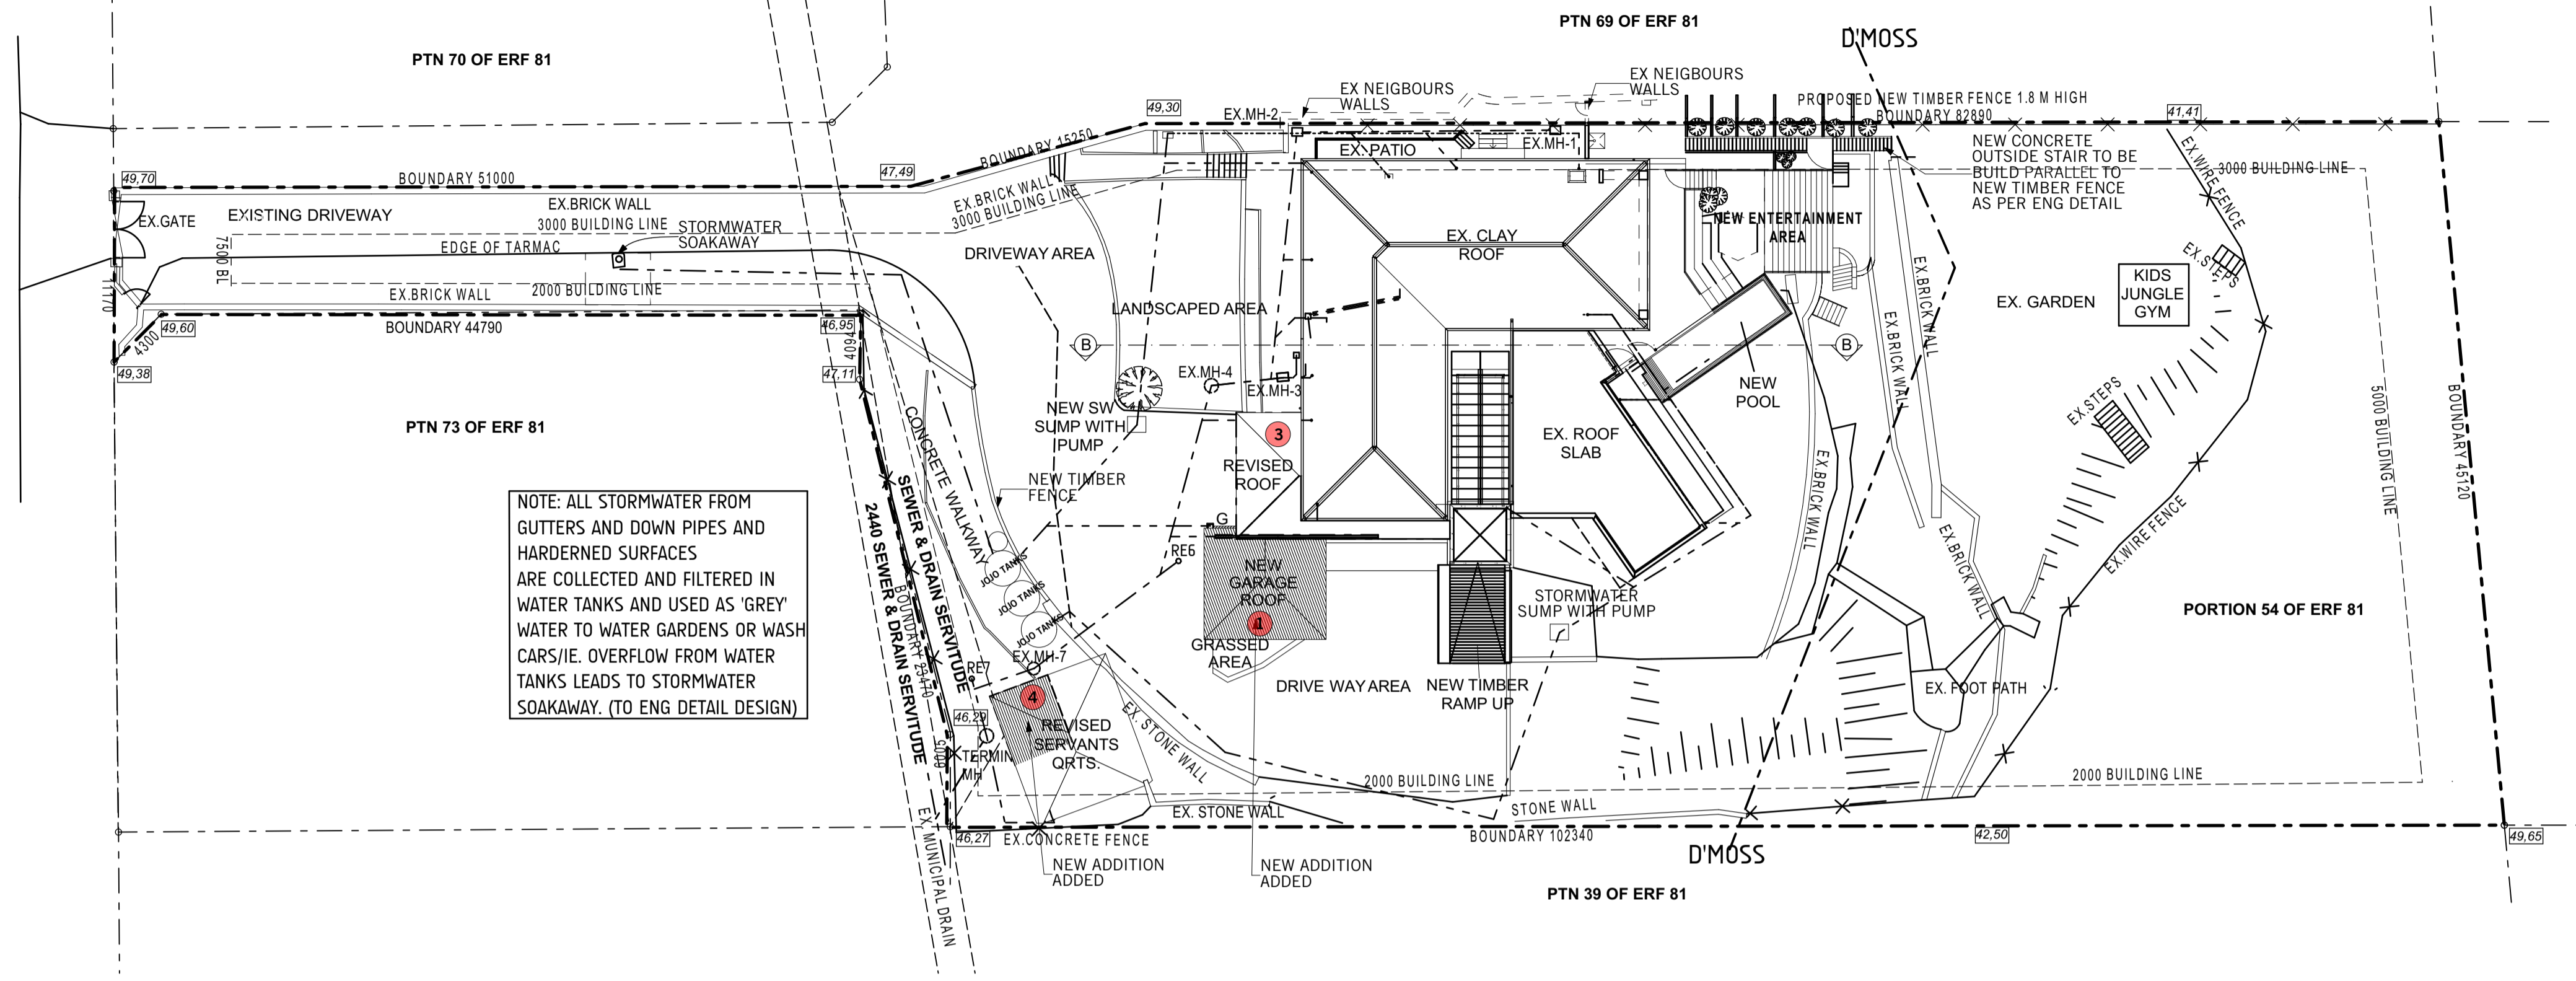 PTN 69 OF ERF 81
D'MOSS
PTN 70 OF ERF 81
EX NEIGBOURS
WALLS
EX NEIGBOURS
WALLS
49,30
EX.MH-2
PROPOSED NEW TIMBER FENCE 1.8 M HIGH
BOUNDARY 82890
41,41
BOUNDARY 15250
EX. PATIO
EX.MH-1
NEW CONCRETE
OUTSIDE STAIR TO BE
BUILD PARALLEL TO
NEW TIMBER FENCE
AS PER ENG DETAIL
EX.WIRE FENCE
3000 BUILDING LINE
49,70
BOUNDARY 51000
47,49
EX.BRICK WALL
3000 BUILDING LINE
EX.GATE
EXISTING DRIVEWAY
EX.BRICK WALL
3000 BUILDING LINE
STORMWATER
SOAKAWAY
7500 BL
EDGE OF TARMAC
DRIVEWAY AREA
EX. CLAY
ROOF
NEW ENTERTAINMENT
AREA
EX.STEPS
KIDS
JUNGLE
GYM
EX. GARDEN
2000 BUILDING LINE
EX.BRICK WALL
11170
BOUNDARY 44790
49,60
4300
49,38
46,95
4094
47,11
LANDSCAPED AREA
B
B
EX.BRICK WALL
EX.BRICK WALL
EX.MH-4
EX.MH-3
NEW
POOL
EX.STEPS
5000 BUILDING LINE
BOUNDARY 45120
PTN 73 OF ERF 81
CONCRETE WALKWAY
NEW SW
SUMP WITH
PUMP
3
REVISED
ROOF
EX. ROOF
SLAB
EX.BRICK WALL
NEW TIMBER
FENCE
NOTE: ALL STORMWATER FROM
GUTTERS AND DOWN PIPES AND
HARDERNED SURFACES
ARE COLLECTED AND FILTERED IN
WATER TANKS AND USED AS 'GREY'
WATER TO WATER GARDENS OR WASH
CARS/IE. OVERFLOW FROM WATER
TANKS LEADS TO STORMWATER
SOAKAWAY. (TO ENG DETAIL DESIGN)
SEWER & DRAIN SERVITUDE
2440 SEWER & DRAIN SERVITUDE
BOUNDARY 23470
G
RE6
JOJO TANKS
JOJO TANKS
JOJO TANKS
NEW
GARAGE
ROOF
1
GRASSED
AREA
STORMWATER
SUMP WITH PUMP
EX.BRICK WALL
EX.WIRE FENCE
PORTION 54 OF ERF 81
EX.MH-7
RE7
4
REVISED
SERVANTS
QRTS.
46,29
TERMIN
MH
5000
EX. STONE WALL
DRIVE WAY AREA
NEW TIMBER
RAMP UP
EX. FOOT PATH
2000 BUILDING LINE
2000 BUILDING LINE
EX. STONE WALL
STONE WALL
46,27
EX.CONCRETE FENCE
BOUNDARY 102340
42,50
49,65
EX. MUNICIPAL DRAIN
NEW ADDITION
ADDED
NEW ADDITION
ADDED
D'MOSS
PTN 39 OF ERF 81